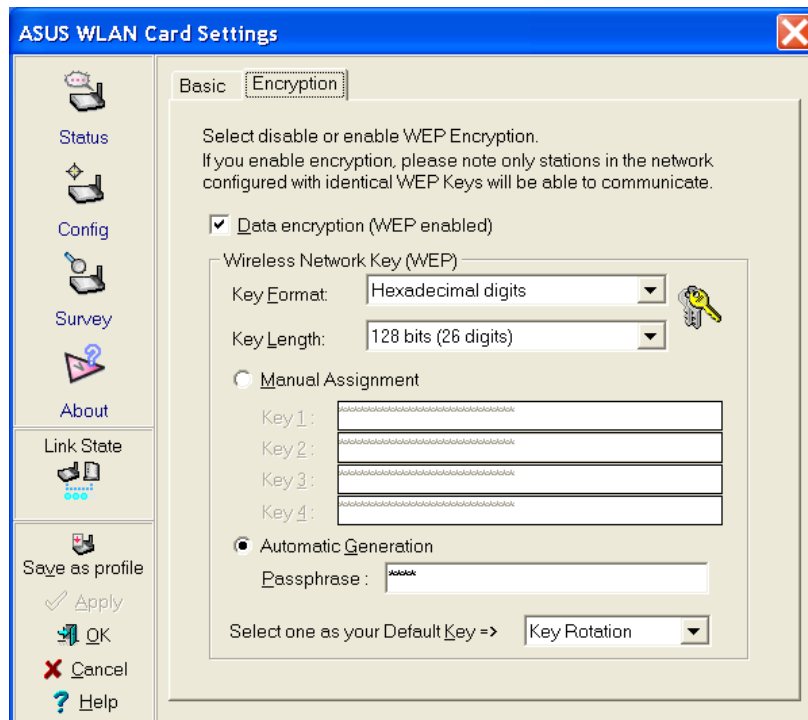 ASUS WLAN Card Settings
Status
Config
Survey
About
Link State
Save as profile
Apply
OK
Cancel
Help
Basic
Encryption
Select disable or enable WEP Encryption.
If you enable encryption, please note only stations in the network
configured with identical WEP Keys will be able to communicate.
Data encryption (WEP enabled)
Wireless Network Key (WEP)
Key Format: Hexadecimal digits
Key Length: 128 bits (26 digits)
Manual Assignment
Key 1 : **************************
Key 2 : **************************
Key 3 : **************************
Key 4 : **************************
Automatic Generation
Passphrase : *****
Select one as your Default Key => Key Rotation